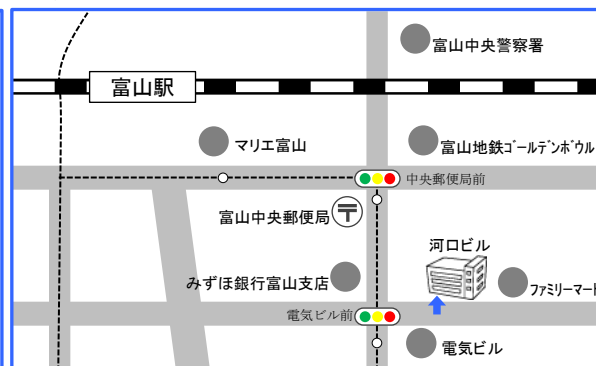 富山中央警察署
富山駅
マリエ富山
富山地鉄ｺﾞｰﾙﾃﾞﾝﾎﾞｳﾙ
中央郵便局前
富山中央郵便局
〒
河口ビル
みずほ銀行富山支店
ﾌｧﾐﾘｰﾏｰﾄ
電気ビル前
電気ビル